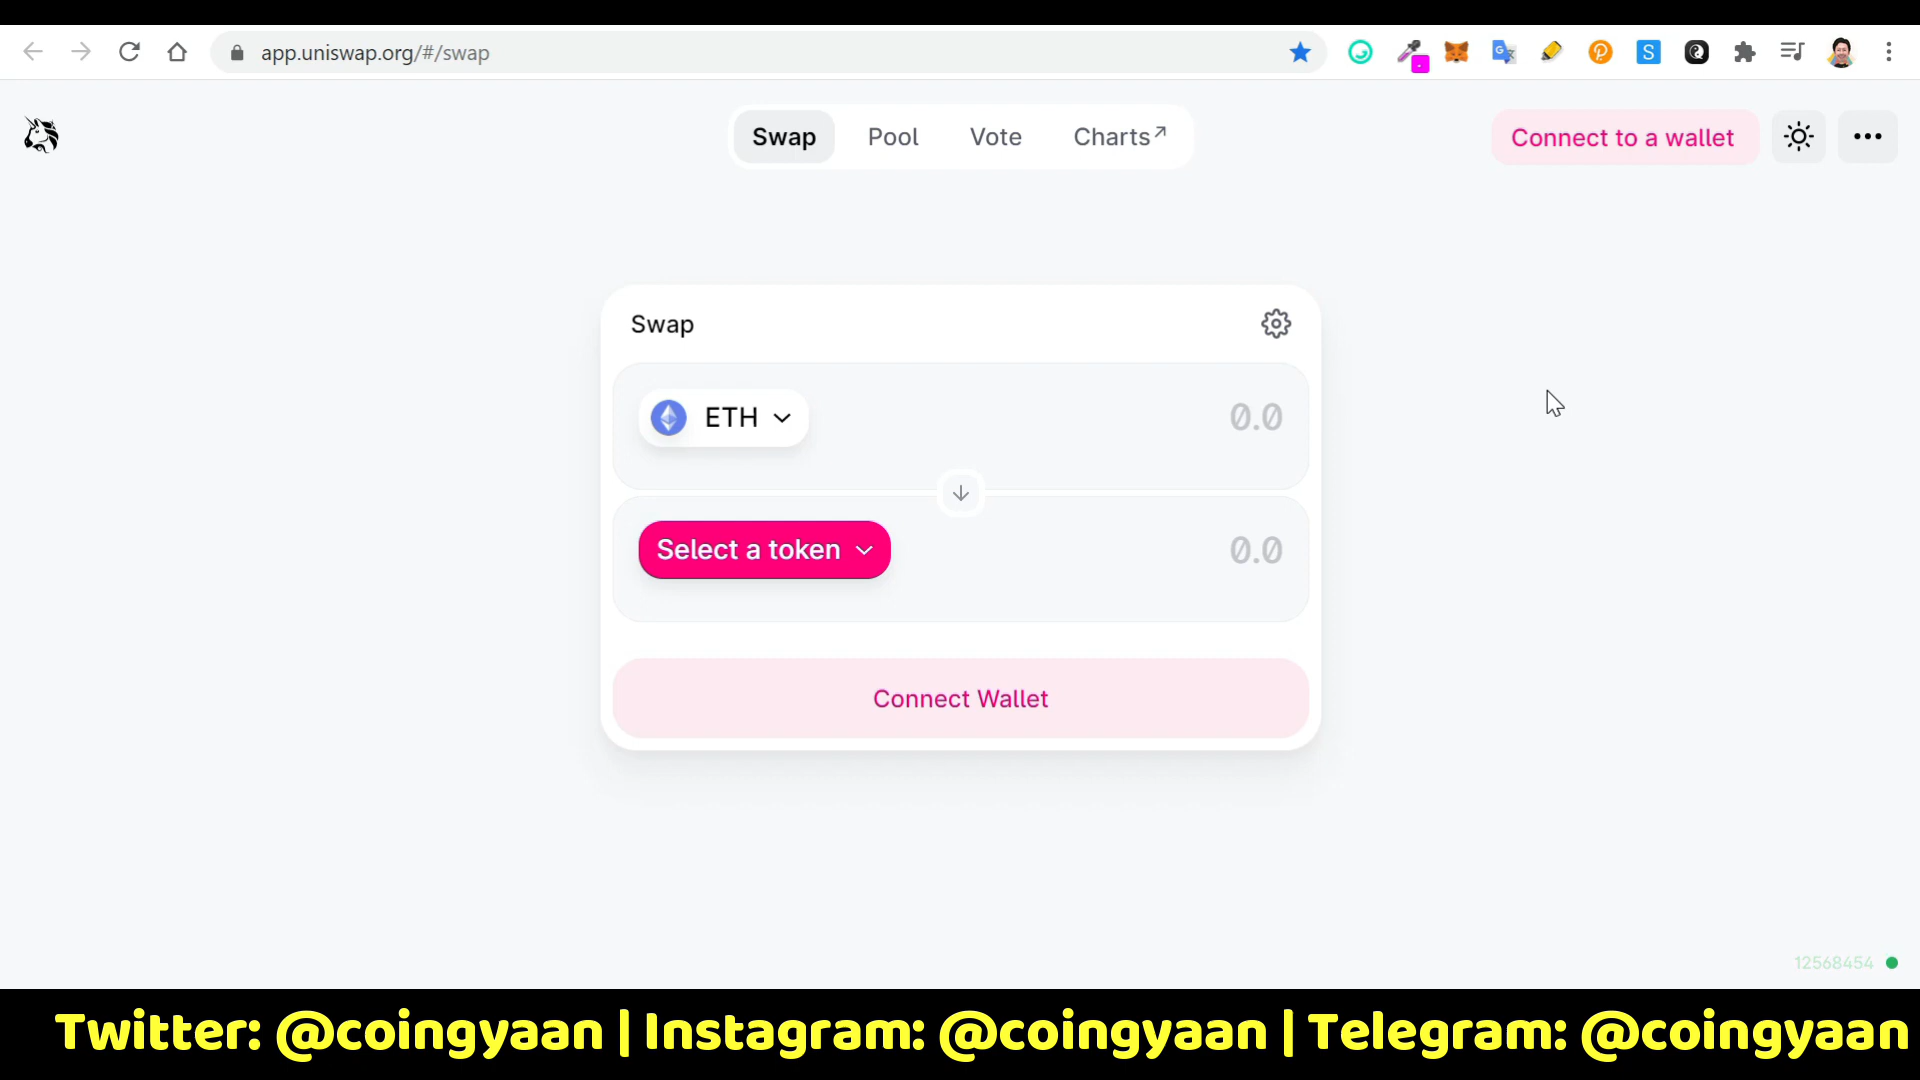 app.uniswap.org/#/swap
Swap Pool Vote Charts↗
Connect to a wallet
Swap
ETH 0.0
Select a token 0.0
Connect Wallet
12568454
Twitter: @coingyaan | Instagram: @coingyaan | Telegram: @coingyaan